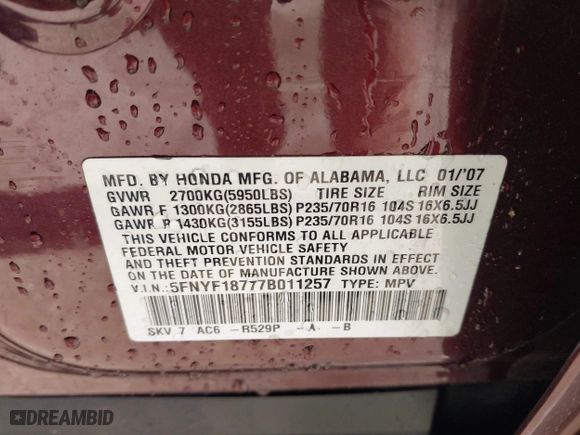 MFD. BY HONDA MFG. OF ALABAMA, LLC 01/'07
GVWR 2700KG(5950LBS) TIRE SIZE RIM SIZE
GAWR F 1300KG(2865LBS) P235/70R16 104S 16X6.5JJ
GAWR R 1430KG(3155LBS) P235/70R16 104S 16X6.5JJ
THIS VEHICLE CONFORMS TO ALL APPLICABLE
FEDERAL MOTOR VEHICLE SAFETY
AND THEFT PREVENTION STANDARDS IN EFFECT
ON THE DATE OF MANUFACTURE SHOWN ABOVE.
V.I.N.: 5FNYF18777B011257 TYPE: MPV
SKV 7 AC6 -R529P -A -B
DREAMBID